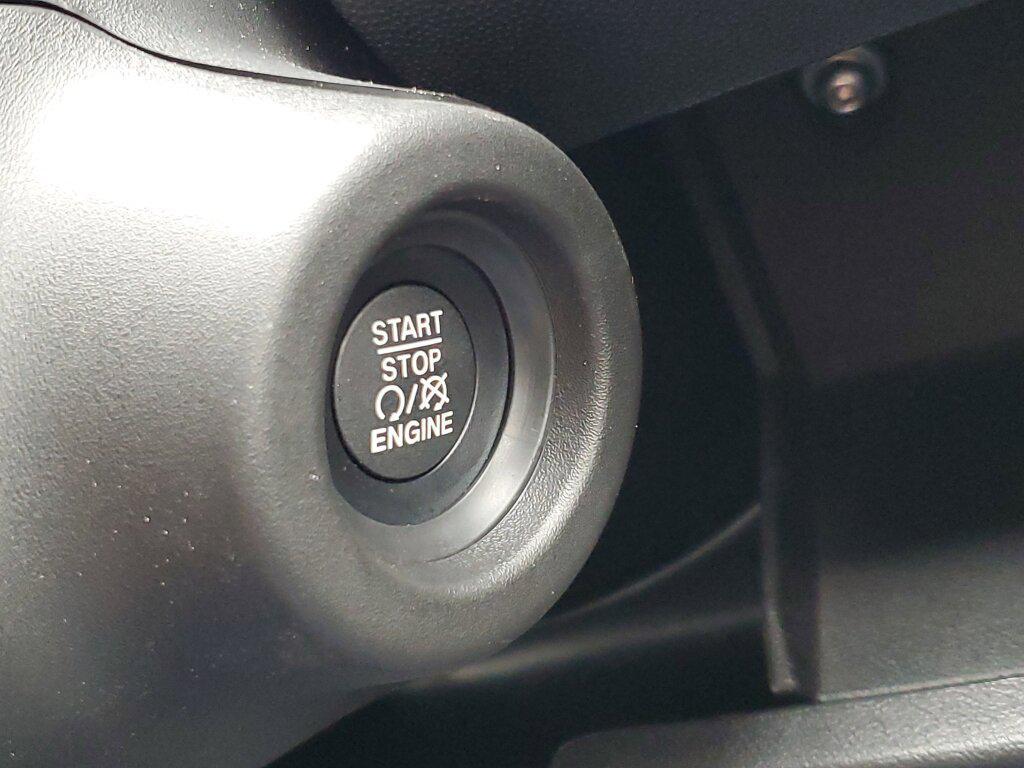 START
STOP
/
ENGINE